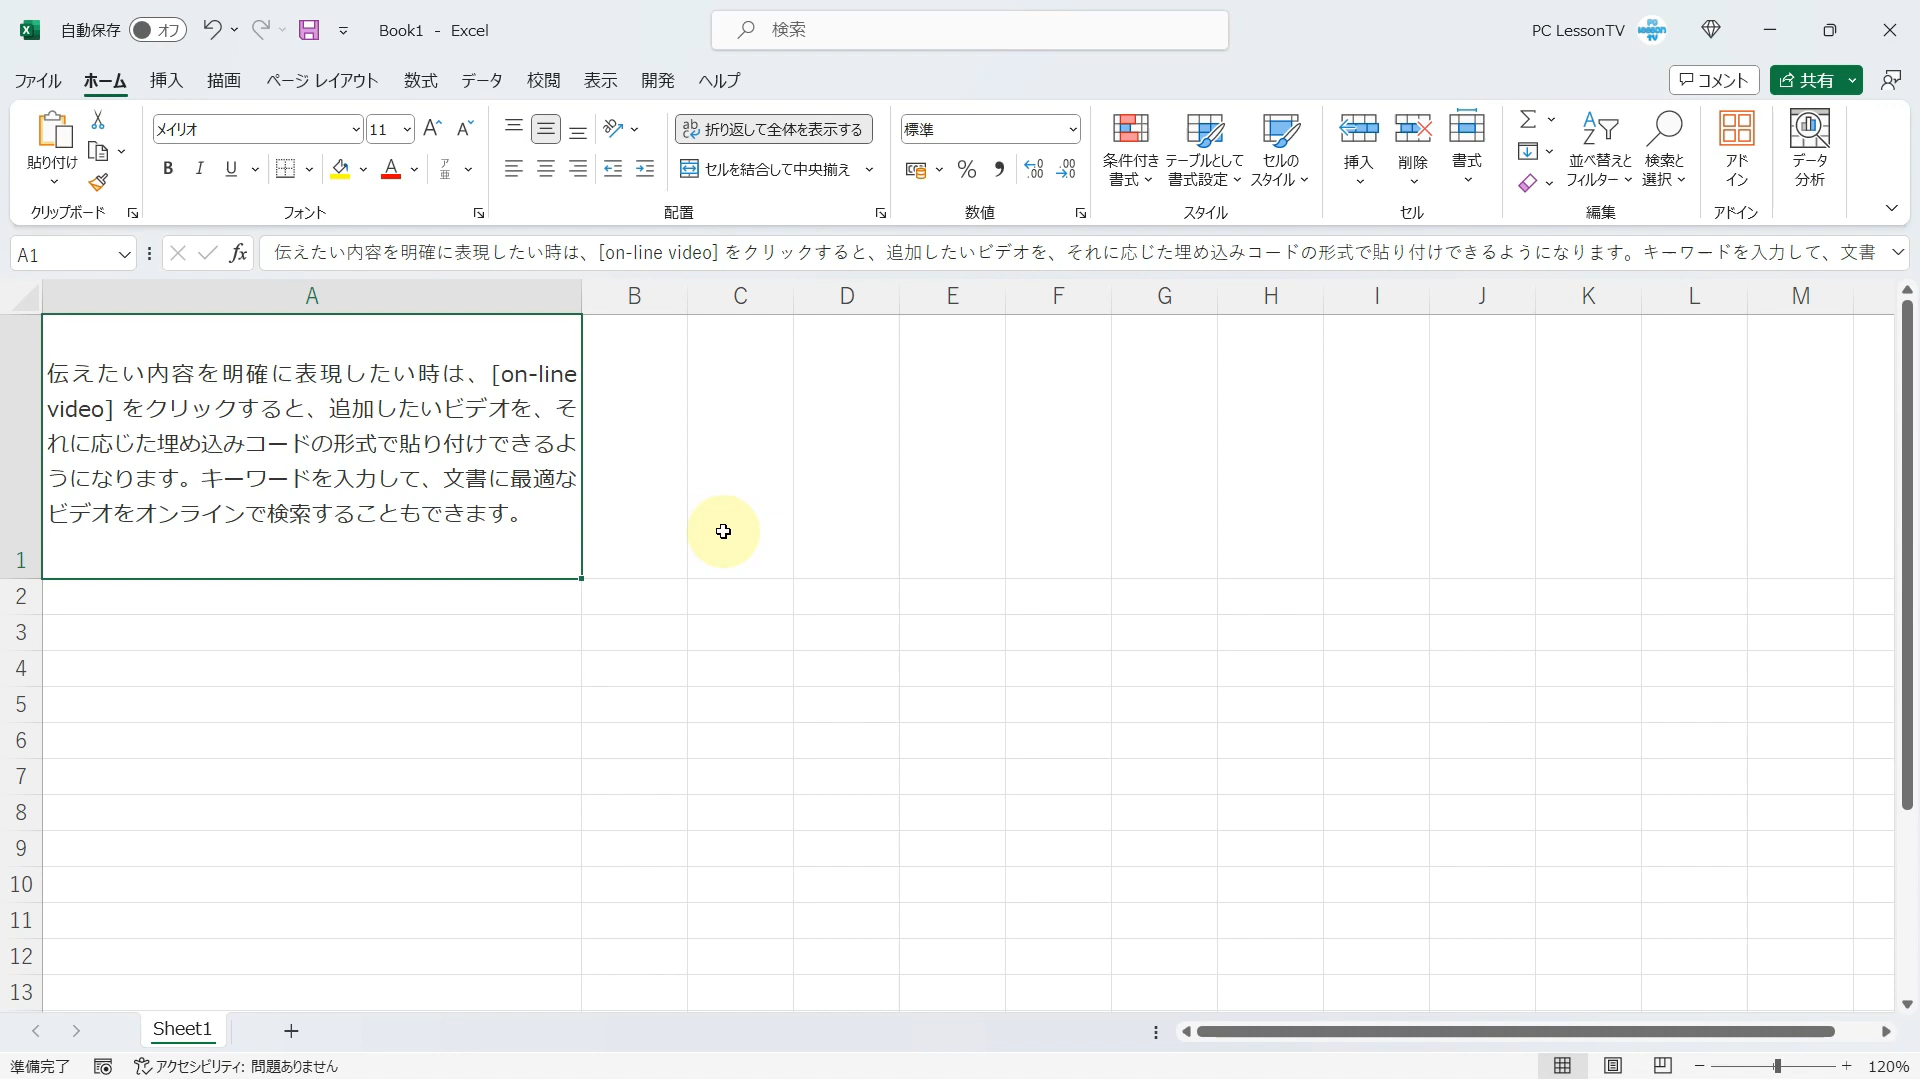 自動保存 オフ Book1 - Excel 検索 PC LessonTV
ファイル ホーム 挿入 描画 ページ レイアウト 数式 データ 校閲 表示 開発 ヘルプ コメント 共有
貼り付け
クリップボード
メイリオ 11
B I U ア 亜
フォント
ab 折り返して全体を表示する
セルを結合して中央揃え
配置
標準
% 9 .0 .00 .00 .0
数値
条件付き書式 テーブルとして書式設定 セルのスタイル
スタイル
挿入 削除 書式
セル
並べ替えとフィルター 検索と選択
編集
アドイン
アドイン
データ分析
A1 fx 伝えたい内容を明確に表現したい時は、[on-line video] をクリックすると、追加したいビデオを、それに応じた埋め込みコードの形式で貼り付けできるようになります。キーワードを入力して、文書
A B C D E F G H I J K L M
伝えたい内容を明確に表現したい時は、[on-line
video] をクリックすると、追加したいビデオを、そ
れに応じた埋め込みコードの形式で貼り付けできるよ
うになります。キーワードを入力して、文書に最適な
ビデオをオンラインで検索することもできます。
1
2
3
4
5
6
7
8
9
10
11
12
13
Sheet1
準備完了 アクセシビリティ: 問題ありません 120%